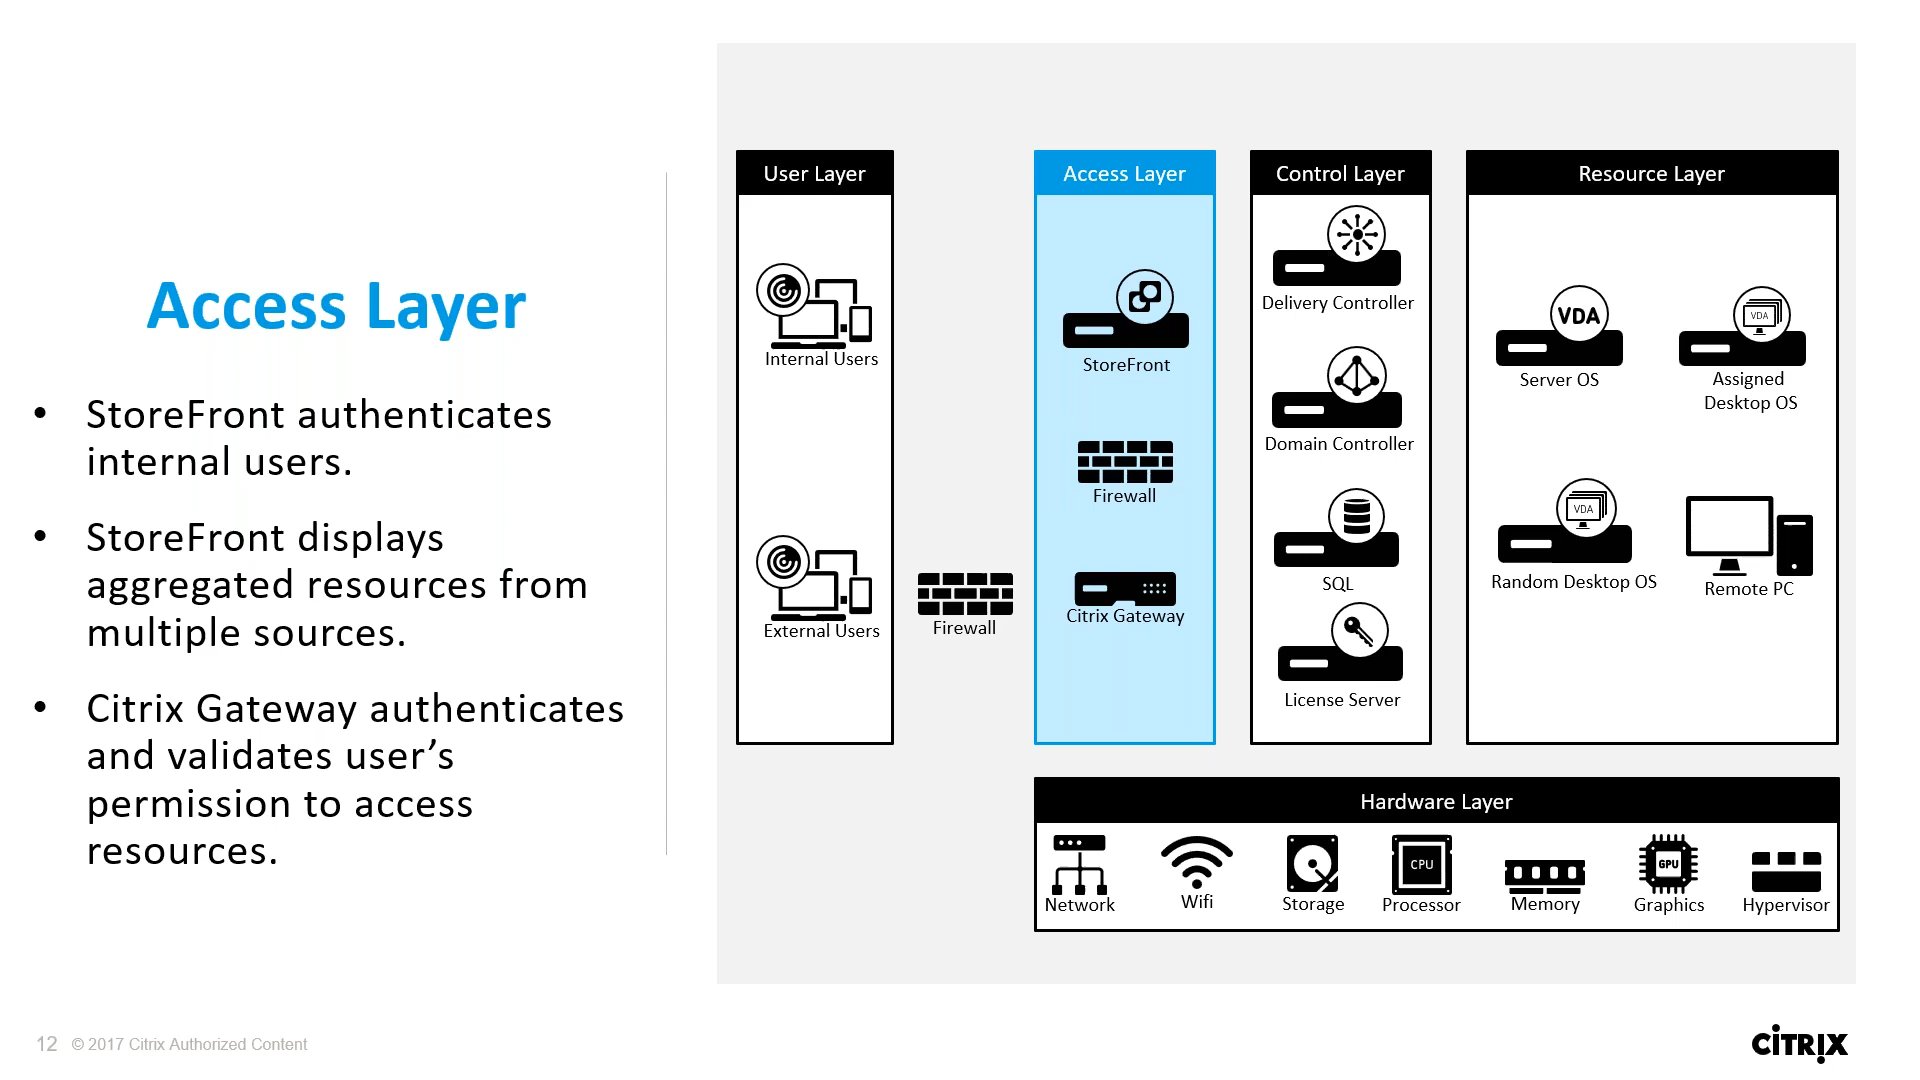 Access Layer
• StoreFront authenticates
internal users.
• StoreFront displays
aggregated resources from
multiple sources.
• Citrix Gateway authenticates
and validates user’s
permission to access
resources.
User Layer
Internal Users
External Users
Firewall
Access Layer
StoreFront
Firewall
Citrix Gateway
Control Layer
Delivery Controller
Domain Controller
SQL
License Server
Resource Layer
VDA
Server OS
VDA
Assigned
Desktop OS
VDA
Random Desktop OS
Remote PC
Hardware Layer
Network
Wifi
Storage
CPU
Processor
Memory
GPU
Graphics
Hypervisor
12 © 2017 Citrix Authorized Content
CiTRIX